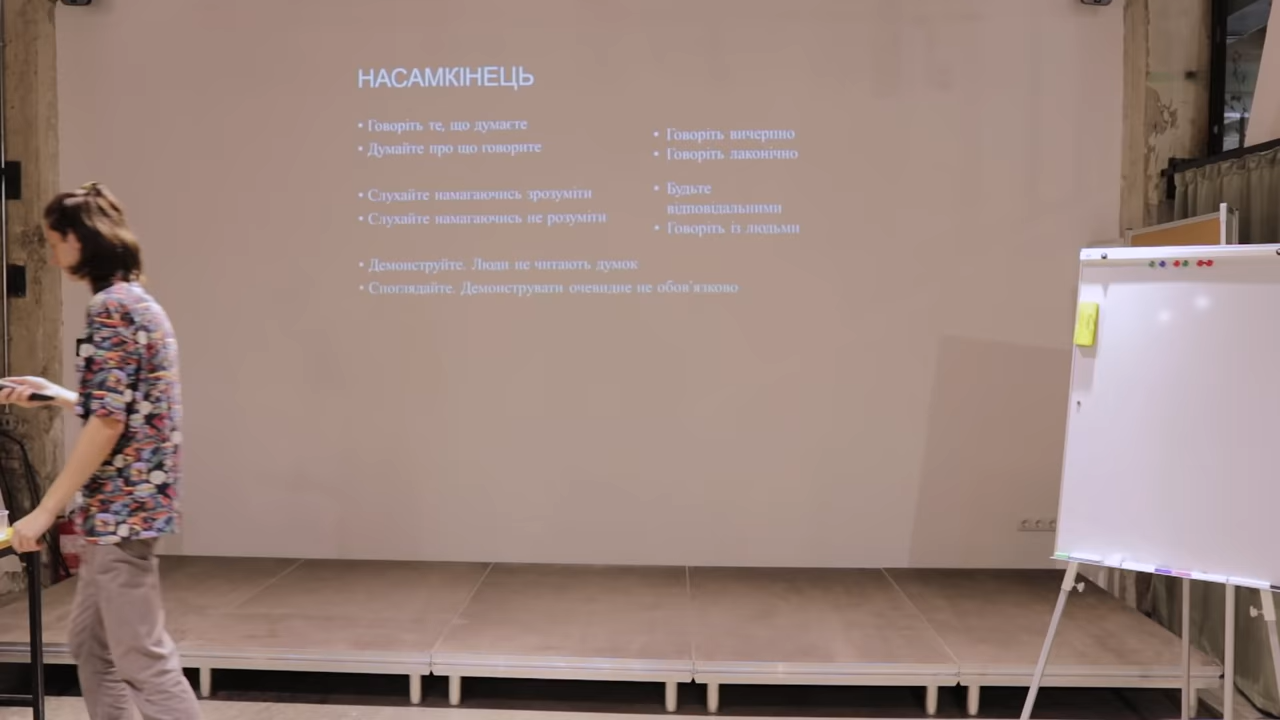 НАСАМКІНЕЦЬ
• Говоріть те, що думаєте
• Думайте про що говорите
• Слухайте намагаючись зрозуміти
• Слухайте намагаючись не розуміти
• Демонструйте. Люди не читають думок
• Споглядайте. Демонструвати очевидне не обов'язково
• Говоріть вичерпно
• Говоріть лаконічно
• Будьте
відповідальними
• Говоріть із людьми